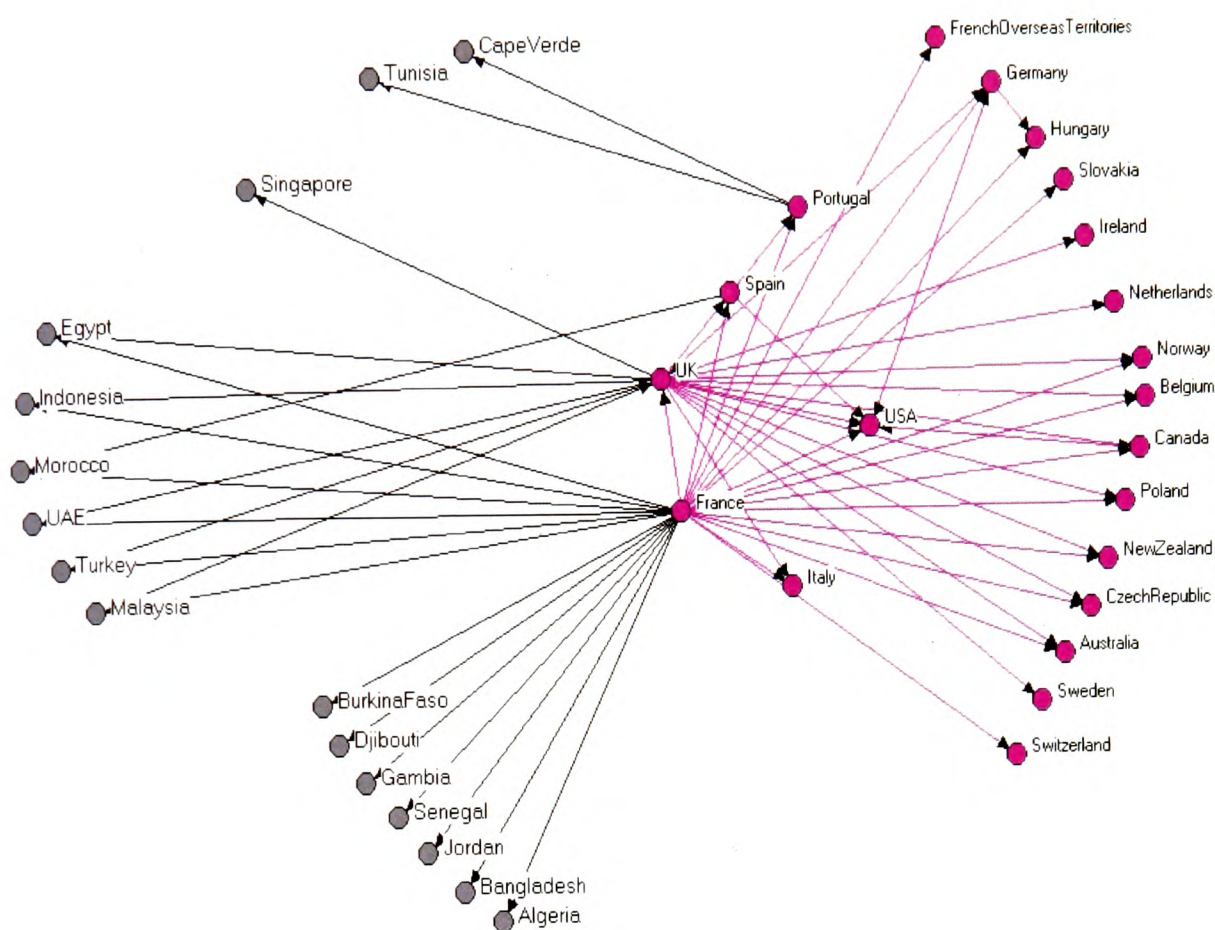 FrenchOverseasTerritories
CapeVerde
Tunisia
Germany
Hungary
Slovakia
Singapore
Portugal
Ireland
Spain
Netherlands
Egypt
Norway
UK
Belgium
Indonesia
USA
Canada
Morocco
Poland
France
UAE
NewZealand
Turkey
Italy
CzechRepublic
Malaysia
Australia
Sweden
BurkinaFaso
Djibouti
Switzerland
Gambia
Senegal
Jordan
Bangladesh
Algeria